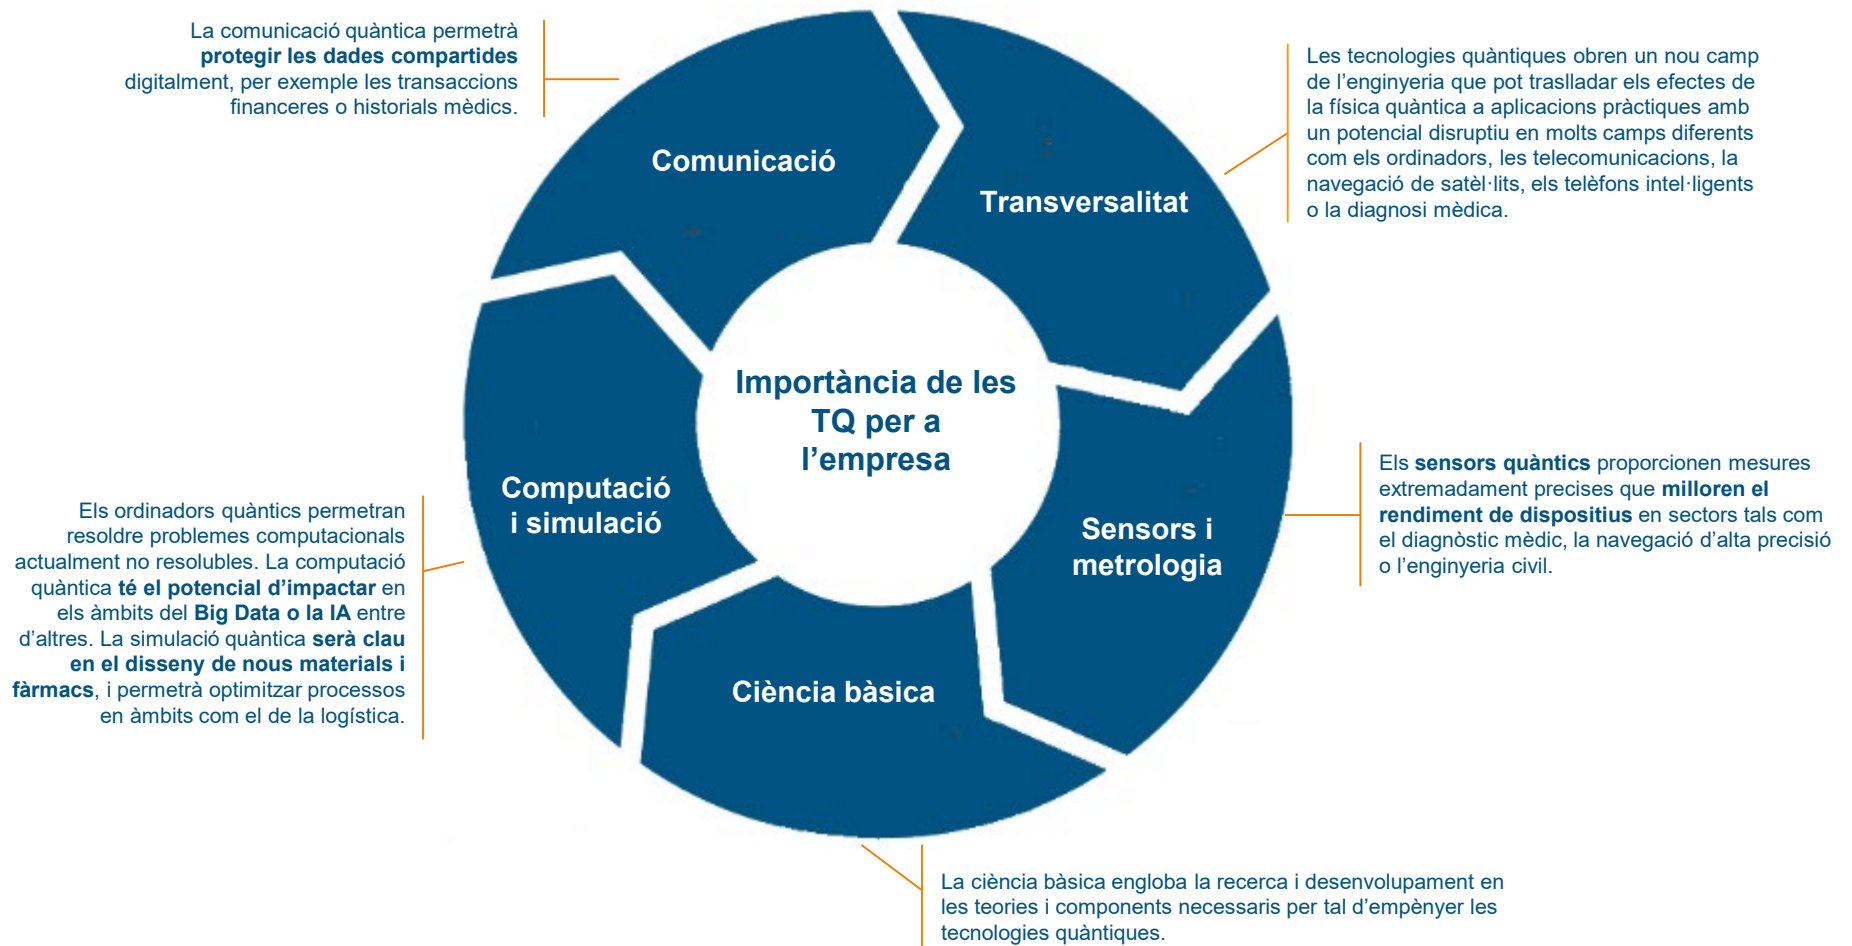 La comunicació quàntica permetrà
protegir les dades compartides
digitalment, per exemple les transaccions
financeres o historials mèdics.
Les tecnologies quàntiques obren un nou camp
de l’enginyeria que pot traslladar els efectes de
la física quàntica a aplicacions pràctiques amb
un potencial disruptiu en molts camps diferents
com els ordinadors, les telecomunicacions, la
navegació de satèl·lits, els telèfons intel·ligents
o la diagnosi mèdica.
Comunicació
Transversalitat
Importància de les
TQ per a
l’empresa
Computació
i simulació
Sensors i
metrologia
Ciència bàsica
Els sensors quàntics proporcionen mesures
extremadament precises que milloren el
rendiment de dispositius en sectors tals com
el diagnòstic mèdic, la navegació d’alta precisió
o l’enginyeria civil.
Els ordinadors quàntics permetran
resoldre problemes computacionals
actualment no resolubles. La computació
quàntica té el potencial d’impactar en
els àmbits del Big Data o la IA entre
d’altres. La simulació quàntica serà clau
en el disseny de nous materials i
fàrmacs, i permetrà optimitzar processos
en àmbits com el de la logística.
La ciència bàsica engloba la recerca i desenvolupament en
les teories i components necessaris per tal d’empènyer les
tecnologies quàntiques.